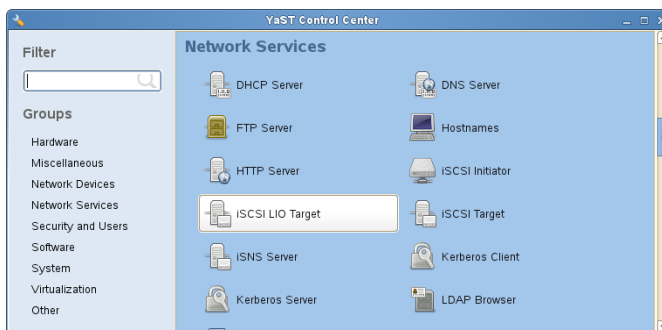 YaST Control Center
Filter
Groups
Hardware
Miscellaneous
Network Devices
Network Services
Security and Users
Software
System
Virtualization
Other
Network Services
DHCP Server
DNS Server
FTP Server
Hostnames
HTTP Server
iSCSI Initiator
iSCSI LIO Target
iSCSI Target
iSNS Server
Kerberos Client
Kerberos Server
LDAP Browser